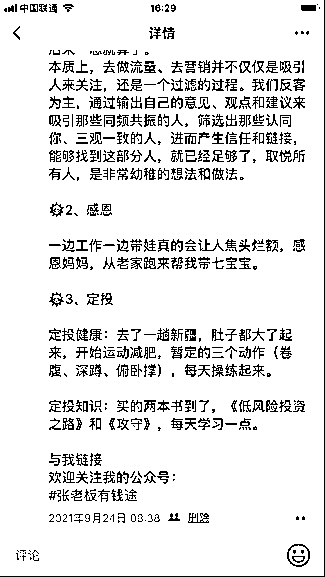 中国联通
16:29
详情
本质上，去做流量、去营销并不仅仅是吸引
人来关注，还是一个过滤的过程。我们反客
为主，通过输出自己的意见、观点和建议来
吸引那些同频共振的人，筛选出那些认同
你、三观一致的人，进而产生信任和链接，
能够找到这部分人，就已经足够了，取悦所
有人，是非常幼稚的想法和做法。
2、感恩
一边工作一边带娃真的会让人焦头烂额，感
恩妈妈，从老家跑来帮我带七宝宝。
3、定投
定投健康：去了一趟新疆，肚子都大了起
来，开始运动减肥，暂定的三个动作（卷
腹、深蹲、俯卧撑），每天操练起来。
定投知识：买的两本书到了，《低风险投资
之路》和《攻守》，每天学习一点。
与我链接
欢迎关注我的公众号：
#张老板有钱途
2021年9月24日 08:38 删除
评论